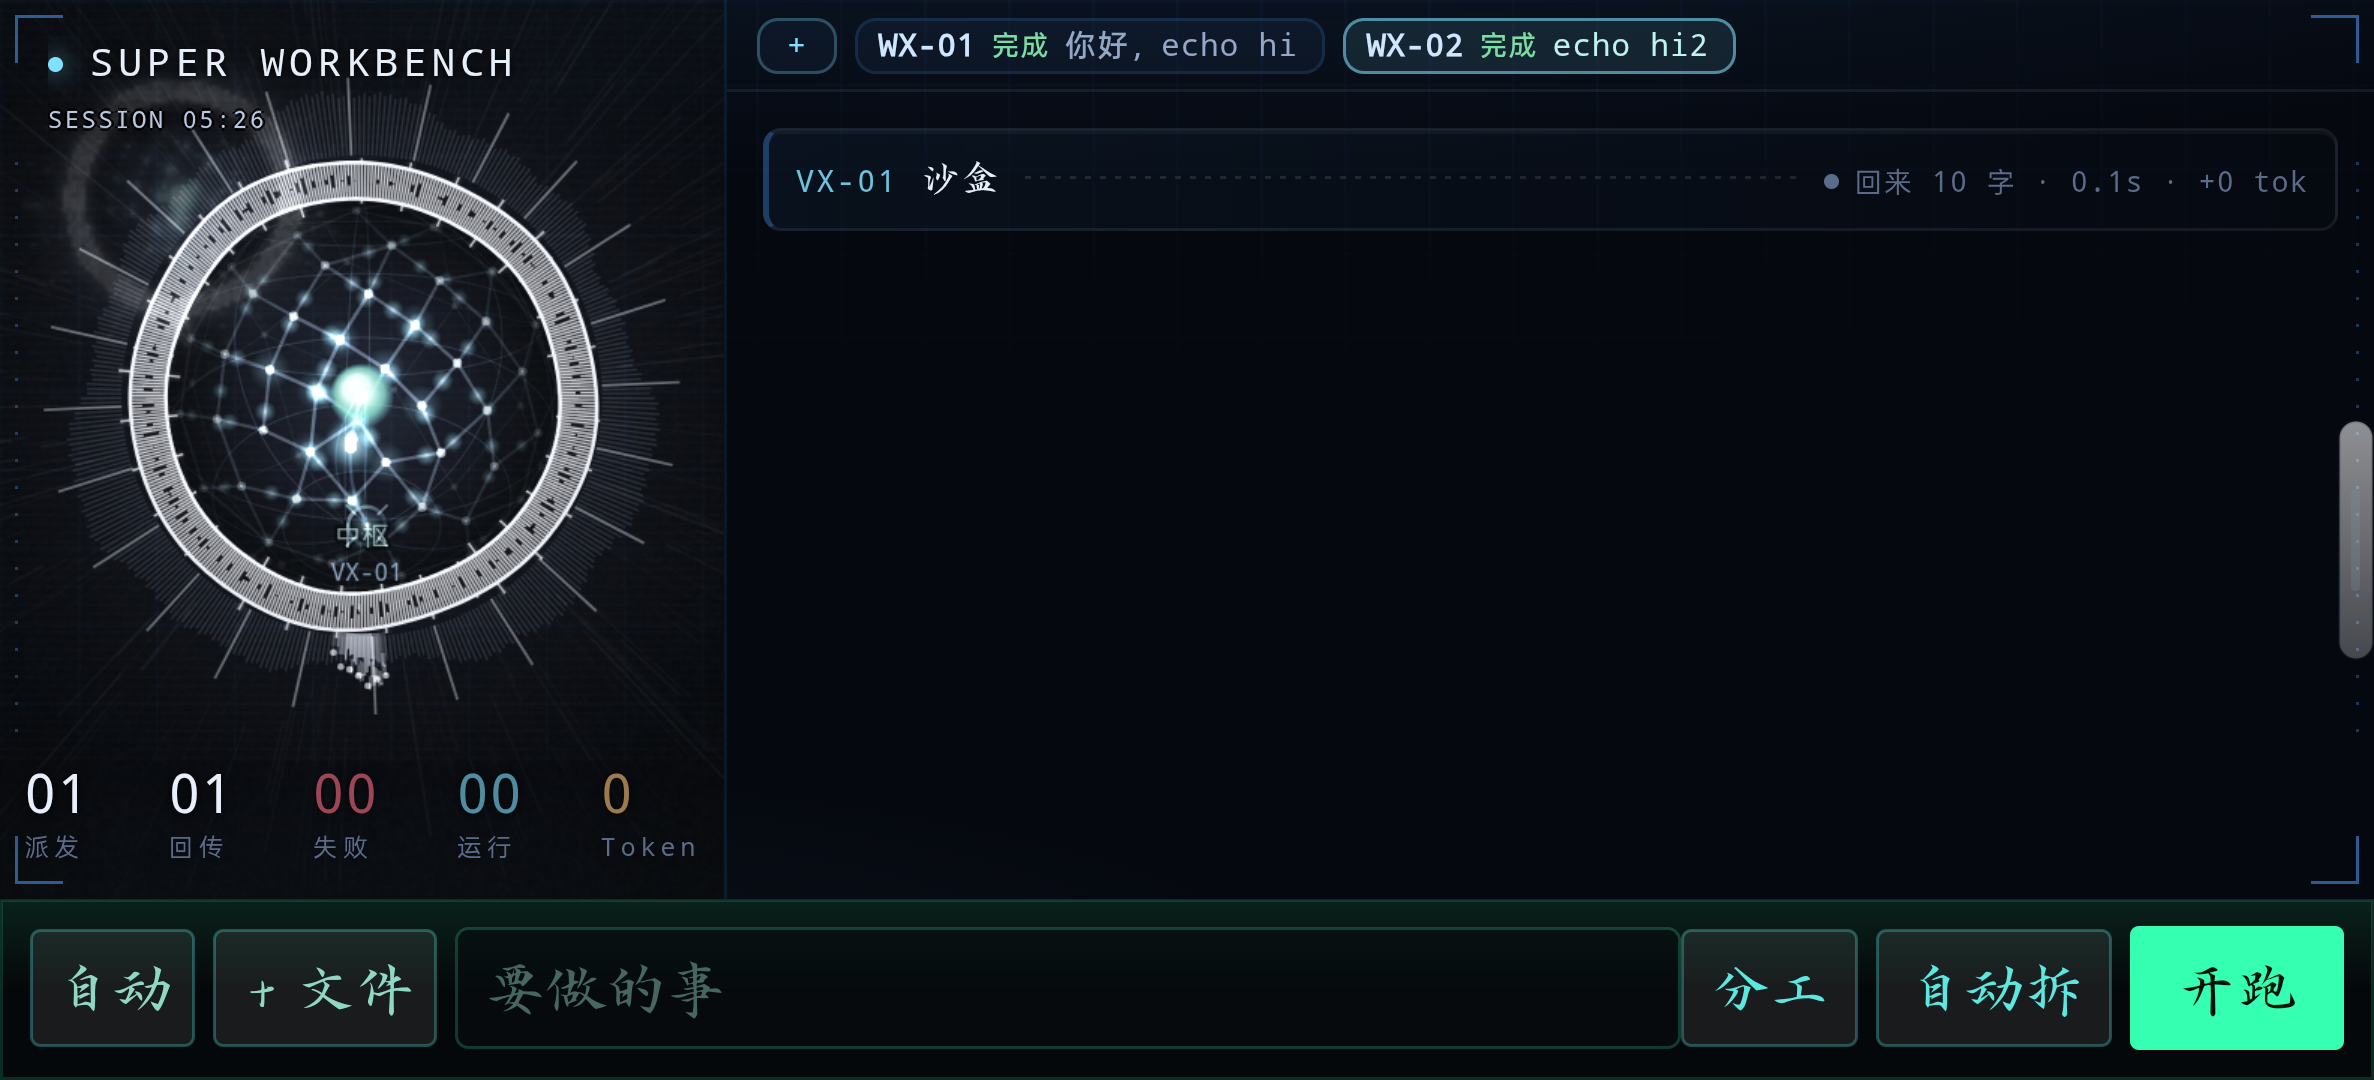 SUPER WORKBENCH
SESSION 05:26
中枢
VX-01
01 01 00 00 0
派发 回传 失败 运行 Token
+ WX-01 完成 你好, echo hi WX-02 完成 echo hi2
VX-01 沙盒 回来 10 字 · 0.1s · +0 tok
自动 + 文件 要做的事 分工 自动拆 开跑